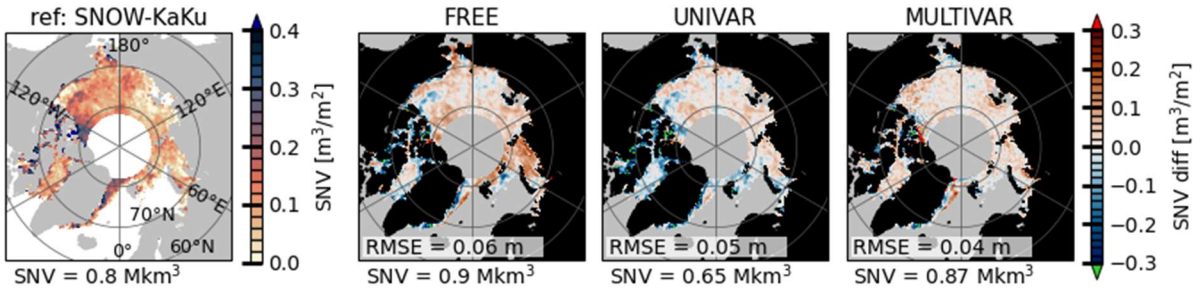 ref: SNOW-KaKu
FREE
UNIVAR
MULTIVAR
180°
120°W
120°E
60°E
70°N
0°
60°N
0.4
0.3
0.2
0.1
0.0
SNV [m³/m²]
RMSE = 0.06 m
RMSE = 0.05 m
RMSE = 0.04 m
0.3
0.2
0.1
0.0
−0.1
−0.2
−0.3
SNV diff [m³/m²]
SNV = 0.8 Mkm³
SNV = 0.9 Mkm³
SNV = 0.65 Mkm³
SNV = 0.87 Mkm³